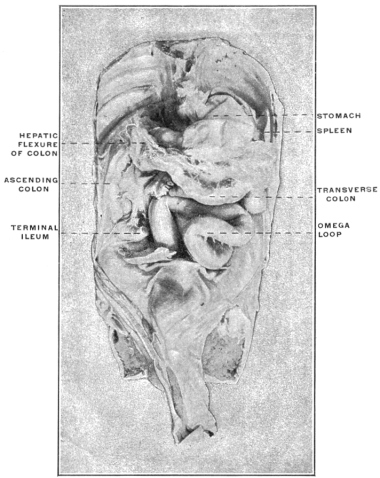 STOMACH
SPLEEN
HEPATIC
FLEXURE
OF COLON
ASCENDING
COLON
TRANSVERSE
COLON
TERMINAL
ILEUM
OMEGA
LOOP